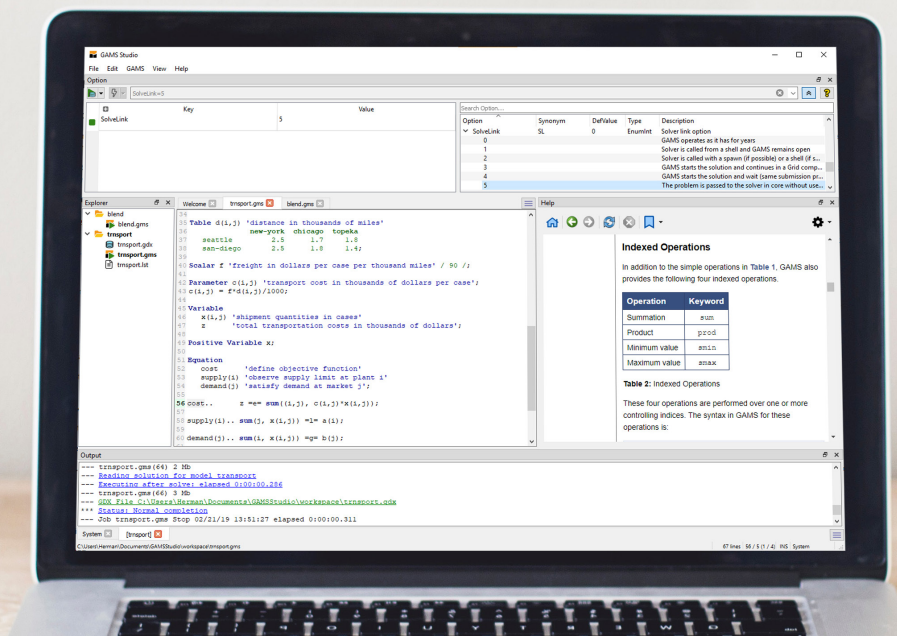 GAMS Studio
File Edit GAMS View Help
Option
SolveLink=5
Key Value
SolveLink 5
Search Option...
Option Synonym DefValue Type Description
SolveLink SL 0 EnumInt Solver link option
0 GAMS operates as it has for years
1 Solver is called from a shell and GAMS remains open
2 Solver is called with a spawn (if possible) or a shell (if s...
3 GAMS starts the solution and continues in a Grid comp...
4 GAMS starts the solution and wait (same submission pr...
5 The problem is passed to the solver in core without use...
Explorer
blend
blend.gms
trnsport
trnsport.gdx
trnsport.gms
trnsport.lst
Welcome trnsport.gms blend.gms
34
35 Table d(i,j) 'distance in thousands of miles'
36 new-york chicago topeka
37 seattle 2.5 1.7 1.8
38 san-diego 2.5 1.8 1.4;
39
40 Scalar f 'freight in dollars per case per thousand miles' / 90 /;
41
42 Parameter c(i,j) 'transport cost in thousands of dollars per case';
43 c(i,j) = f*d(i,j)/1000;
44
45 Variable
46 x(i,j) 'shipment quantities in cases'
47 z 'total transportation costs in thousands of dollars';
48
49 Positive Variable x;
50
51 Equation
52 cost 'define objective function'
53 supply(i) 'observe supply limit at plant i'
54 demand(j) 'satisfy demand at market j';
55
56 cost.. z =e= sum((i,j), c(i,j)*x(i,j));
57
58 supply(i).. sum(j, x(i,j)) =l= a(i);
59
60 demand(j).. sum(i, x(i,j)) =g= b(j);
Help
Indexed Operations
In addition to the simple operations in Table 1, GAMS also
provides the following four indexed operations.
Operation Keyword
Summation sum
Product prod
Minimum value smin
Maximum value smax
Table 2: Indexed Operations
These four operations are performed over one or more
controlling indices. The syntax in GAMS for these
operations is:
Output
--- trnsport.gms(64) 2 Mb
--- Reading solution for model transport
--- Executing after solve: elapsed 0:00:00.286
--- trnsport.gms(66) 3 Mb
--- GDX File C:\Users\Herman\Documents\GAMSStudio\workspace\trnsport.gdx
*** Status: Normal completion
--- Job trnsport.gms Stop 02/21/19 13:51:27 elapsed 0:00:00.311
System [trnsport]
C:\Users\Herman\Documents\GAMSStudio\workspace\trnsport.gms 67 lines 56 / 5 (1 / 4) INS System